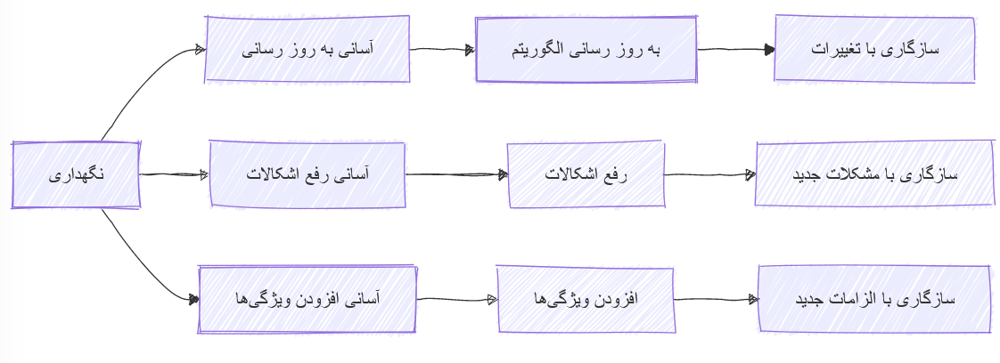 نگهداری
آسانی به روز رسانی
به روز رسانی الگوریتم
سازگاری با تغییرات
آسانی رفع اشکالات
رفع اشکالات
سازگاری با مشکلات جدید
آسانی افزودن ویژگی‌ها
افزودن ویژگی‌ها
سازگاری با الزامات جدید